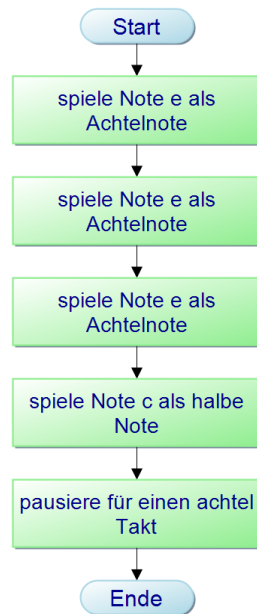 Start
spiele Note e als
Achtelnote
spiele Note e als
Achtelnote
spiele Note e als
Achtelnote
spiele Note c als halbe
Note
pausiere für einen achtel
Takt
Ende